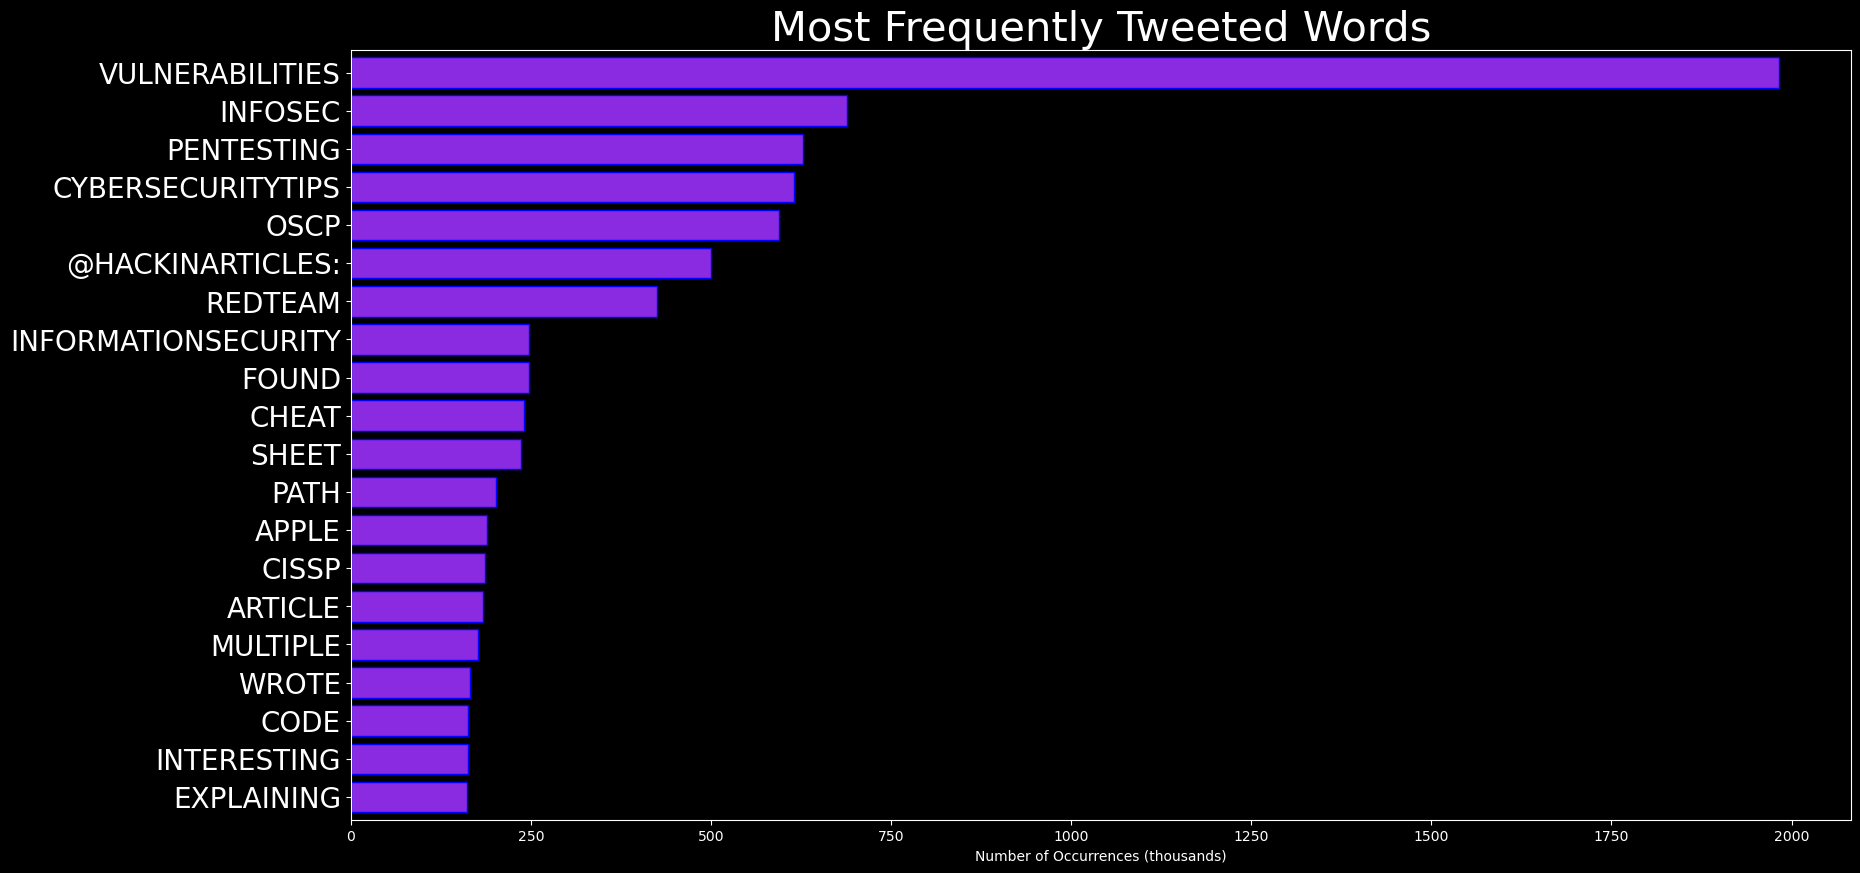 Most Frequently Tweeted Words
VULNERABILITIES
INFOSEC
PENTESTING
CYBERSECURITYTIPS
OSCP
@HACKINARTICLES:
REDTEAM
INFORMATIONSECURITY
FOUND
CHEAT
SHEET
PATH
APPLE
CISSP
ARTICLE
MULTIPLE
WROTE
CODE
INTERESTING
EXPLAINING
0 250 500 750 1000 1250 1500 1750 2000
Number of Occurrences (thousands)